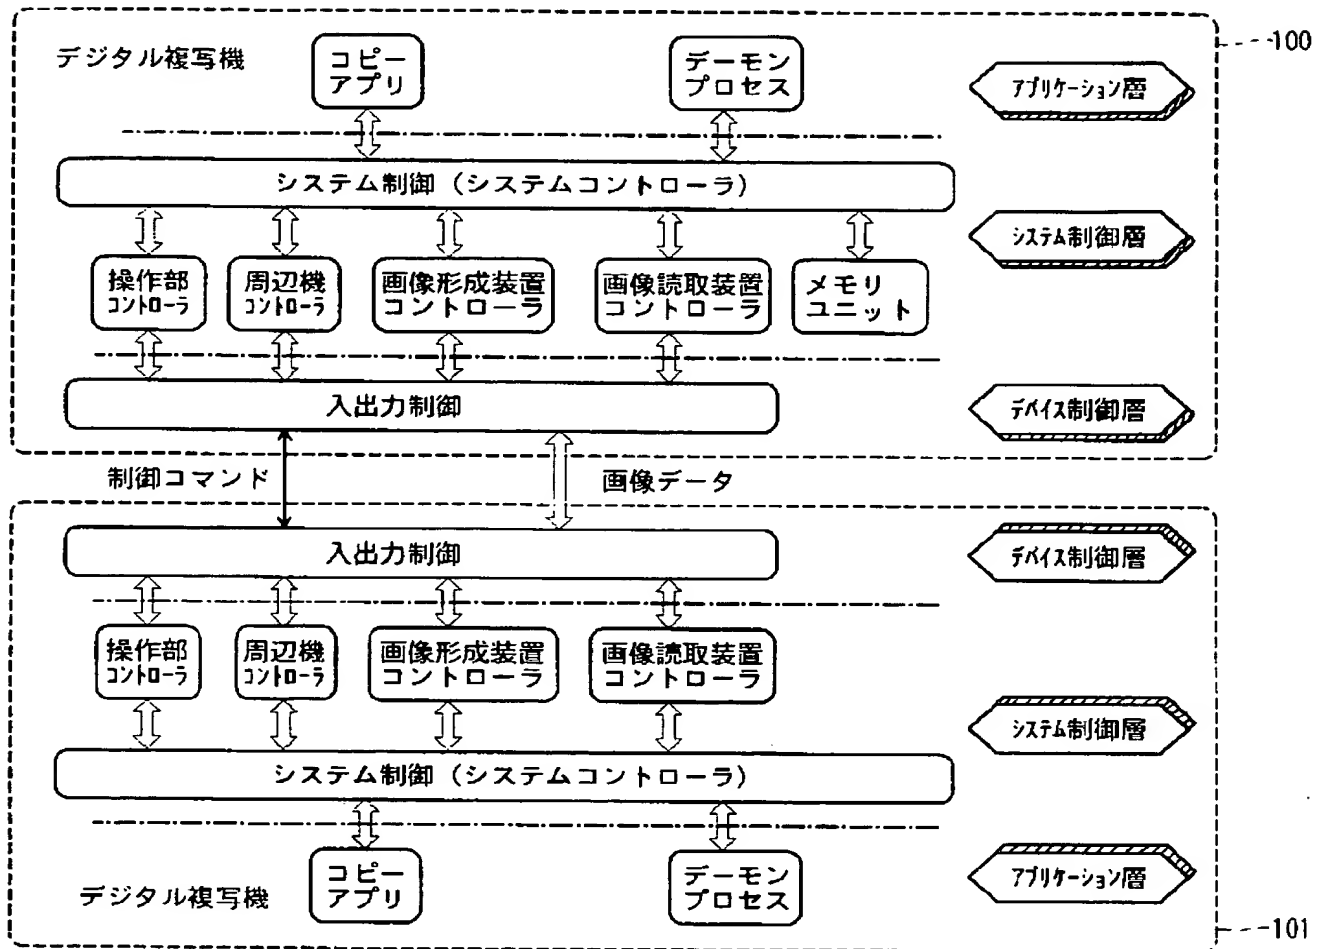 デジタル複写機
コピー
アプリ
デーモン
プロセス
アプリケーション層
100
システム制御（システムコントローラ）
システム制御層
操作部
コントローラ
周辺機
コントローラ
画像形成装置
コントローラ
画像読取装置
コントローラ
メモリ
ユニット
入出力制御
デバイス制御層
制御コマンド
画像データ
入出力制御
デバイス制御層
操作部
コントローラ
周辺機
コントローラ
画像形成装置
コントローラ
画像読取装置
コントローラ
システム制御層
システム制御（システムコントローラ）
デジタル複写機
コピー
アプリ
デーモン
プロセス
アプリケーション層
101